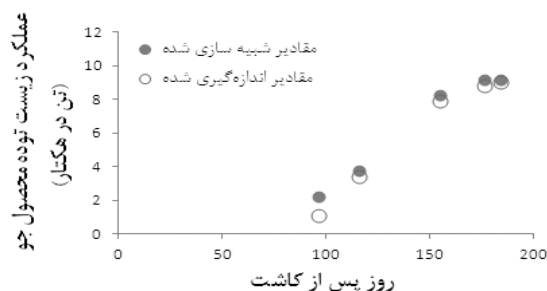 عملکرد زیست توده محصول جو
(تن در هکتار)
12
10
8
6
4
2
0
مقادیر شبیه سازی شده
مقادیر اندازه‌گیری شده
0 50 100 150 200
روز پس از کاشت